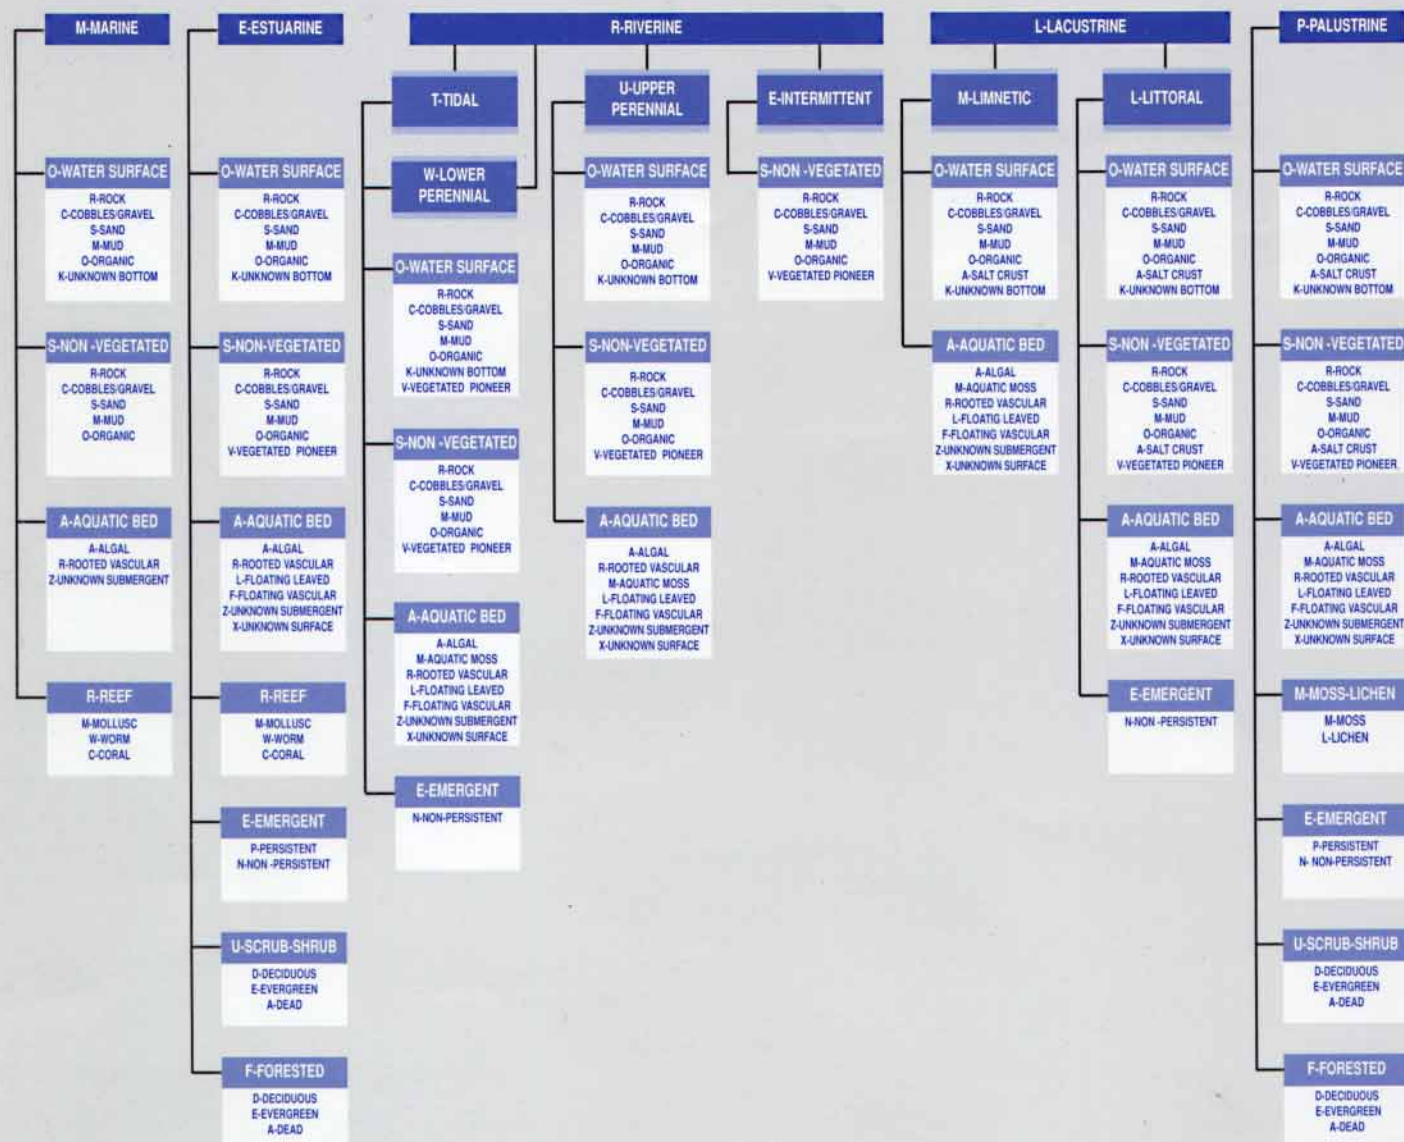 M-MARINE
O-WATER SURFACE
R-ROCK
C-COBBLES/GRAVEL
S-SAND
M-MUD
O-ORGANIC
K-UNKNOWN BOTTOM
S-NON -VEGETATED
R-ROCK
C-COBBLES/GRAVEL
S-SAND
M-MUD
O-ORGANIC
A-AQUATIC BED
A-ALGAL
R-ROOTED VASCULAR
Z-UNKNOWN SUBMERGENT
R-REEF
M-MOLLUSC
W-WORM
C-CORAL
E-ESTUARINE
O-WATER SURFACE
R-ROCK
C-COBBLES/GRAVEL
S-SAND
M-MUD
O-ORGANIC
K-UNKNOWN BOTTOM
S-NON-VEGETATED
R-ROCK
C-COBBLES/GRAVEL
S-SAND
M-MUD
O-ORGANIC
V-VEGETATED PIONEER
A-AQUATIC BED
A-ALGAL
R-ROOTED VASCULAR
L-FLOATING LEAVED
F-FLOATING VASCULAR
Z-UNKNOWN SUBMERGENT
X-UNKNOWN SURFACE
R-REEF
M-MOLLUSC
W-WORM
C-CORAL
E-EMERGENT
P-PERSISTENT
N-NON -PERSISTENT
U-SCRUB-SHRUB
D-DECIDUOUS
E-EVERGREEN
A-DEAD
F-FORESTED
D-DECIDUOUS
E-EVERGREEN
A-DEAD
R-RIVERINE
T-TIDAL
W-LOWER
PERENNIAL
O-WATER SURFACE
R-ROCK
C-COBBLES/GRAVEL
S-SAND
M-MUD
O-ORGANIC
K-UNKNOWN BOTTOM
V-VEGETATED PIONEER
S-NON -VEGETATED
R-ROCK
C-COBBLES/GRAVEL
S-SAND
M-MUD
O-ORGANIC
V-VEGETATED PIONEER
A-AQUATIC BED
A-ALGAL
M-AQUATIC MOSS
R-ROOTED VASCULAR
L-FLOATING LEAVED
F-FLOATING VASCULAR
Z-UNKNOWN SUBMERGENT
X-UNKNOWN SURFACE
E-EMERGENT
N-NON-PERSISTENT
U-UPPER
PERENNIAL
O-WATER SURFACE
R-ROCK
C-COBBLES/GRAVEL
S-SAND
M-MUD
O-ORGANIC
K-UNKNOWN BOTTOM
S-NON-VEGETATED
R-ROCK
C-COBBLES/GRAVEL
S-SAND
M-MUD
O-ORGANIC
V-VEGETATED PIONEER
A-AQUATIC BED
A-ALGAL
R-ROOTED VASCULAR
M-AQUATIC MOSS
L-FLOATING LEAVED
F-FLOATING VASCULAR
Z-UNKNOWN SUBMERGENT
X-UNKNOWN SURFACE
E-INTERMITTENT
S-NON -VEGETATED
R-ROCK
C-COBBLES/GRAVEL
S-SAND
M-MUD
O-ORGANIC
V-VEGETATED PIONEER
L-LACUSTRINE
M-LIMNETIC
O-WATER SURFACE
R-ROCK
C-COBBLES/GRAVEL
S-SAND
M-MUD
O-ORGANIC
A-SALT CRUST
K-UNKNOWN BOTTOM
A-AQUATIC BED
A-ALGAL
M-AQUATIC MOSS
R-ROOTED VASCULAR
L-FLOATIG LEAVED
F-FLOATING VASCULAR
Z-UNKNOWN SUBMERGENT
X-UNKNOWN SURFACE
L-LITTORAL
O-WATER SURFACE
R-ROCK
C-COBBLES/GRAVEL
S-SAND
M-MUD
O-ORGANIC
A-SALT CRUST
K-UNKNOWN BOTTOM
S-NON -VEGETATED
R-ROCK
C-COBBLES/GRAVEL
S-SAND
M-MUD
O-ORGANIC
A-SALT CRUST
V-VEGETATED PIONEER
A-AQUATIC BED
A-ALGAL
M-AQUATIC MOSS
R-ROOTED VASCULAR
L-FLOATING LEAVED
F-FLOATING VASCULAR
Z-UNKNOWN SUBMERGENT
X-UNKNOWN SURFACE
E-EMERGENT
N-NON -PERSISTENT
P-PALUSTRINE
O-WATER SURFACE
R-ROCK
C-COBBLES/GRAVEL
S-SAND
M-MUD
O-ORGANIC
A-SALT CRUST
K-UNKNOWN BOTTOM
S-NON -VEGETATED
R-ROCK
C-COBBLES/GRAVEL
S-SAND
M-MUD
O-ORGANIC
A-SALT CRUST
V-VEGETATED PIONEER
A-AQUATIC BED
A-ALGAL
M-AQUATIC MOSS
R-ROOTED VASCULAR
L-FLOATING LEAVED
F-FLOATING VASCULAR
Z-UNKNOWN SUBMERGENT
X-UNKNOWN SURFACE
M-MOSS-LICHEN
M-MOSS
L-LICHEN
E-EMERGENT
P-PERSISTENT
N- NON-PERSISTENT
U-SCRUB-SHRUB
D-DECIDUOUS
E-EVERGREEN
A-DEAD
F-FORESTED
D-DECIDUOUS
E-EVERGREEN
A-DEAD